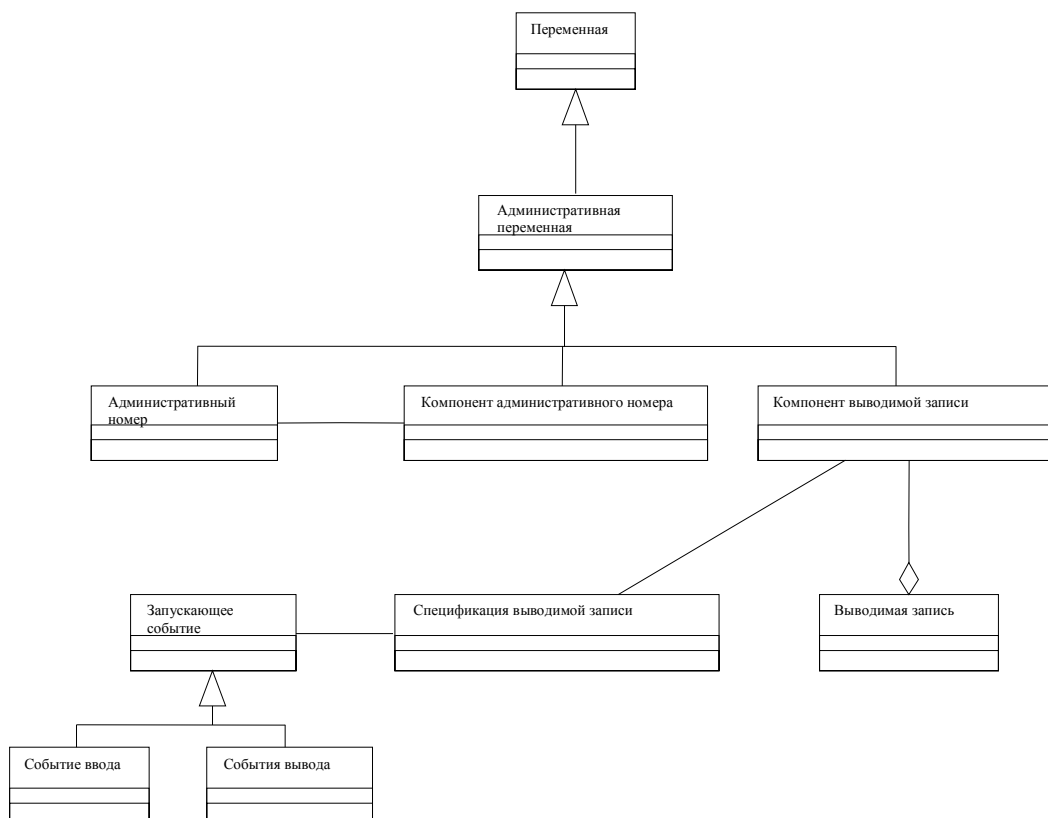 Переменная
Административная
переменная
Административный
номер
Компонент административного номера
Компонент выводимой записи
Запускающее
событие
Спецификация выводимой записи
Выводимая запись
Событие ввода
События вывода